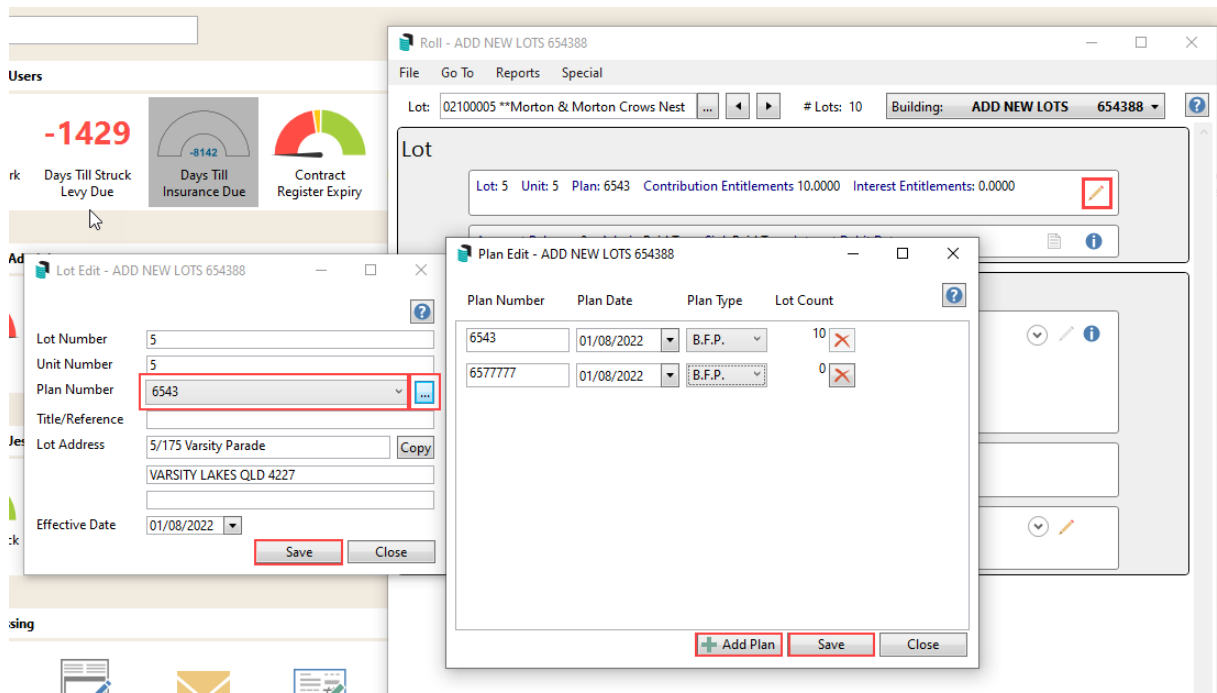 Roll - ADD NEW LOTS 654388
File Go To Reports Special
Lot: 02100005 **Morton & Morton Crows Nest ... # Lots: 10 Building: ADD NEW LOTS 654388
Users
-1429
-8142
rk Days Till Struck Levy Due
Days Till Insurance Due
Contract Register Expiry
Lot
Lot: 5 Unit: 5 Plan: 6543 Contribution Entitlements 10.0000 Interest Entitlements: 0.0000
Ad
Lot Edit - ADD NEW LOTS 654388
Lot Number 5
Unit Number 5
Plan Number 6543 ...
Title/Reference
Lot Address 5/175 Varsity Parade Copy
VARSITY LAKES QLD 4227
Effective Date 01/08/2022
Save Close
Plan Edit - ADD NEW LOTS 654388
Plan Number Plan Date Plan Type Lot Count
6543 01/08/2022 B.F.P. 10
6577777 01/08/2022 B.F.P. 0
Add Plan Save Close
sing